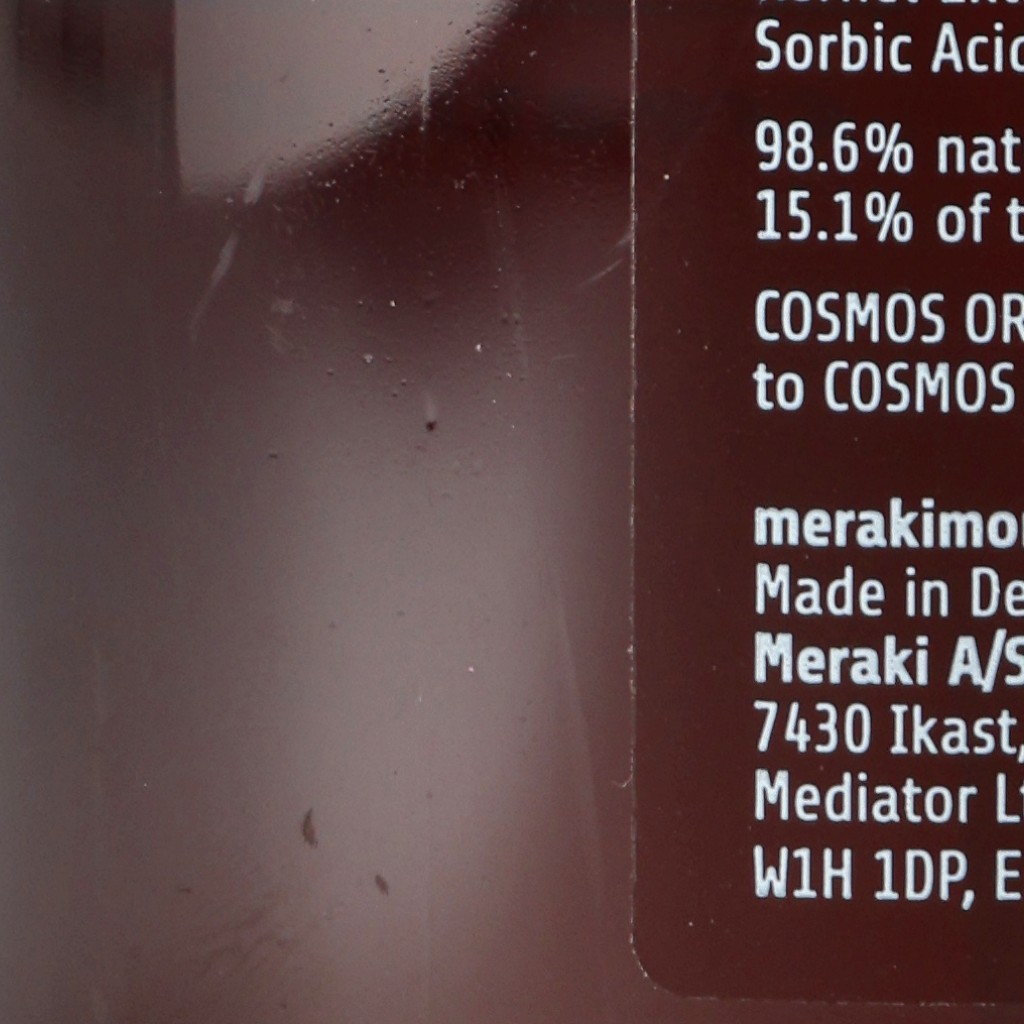 Sorbic Acid
98.6% nat
15.1% of t
COSMOS OR
to COSMOS
merakimo
Made in De
Meraki A/S
7430 Ikast,
Mediator Lt
W1H 1DP, E